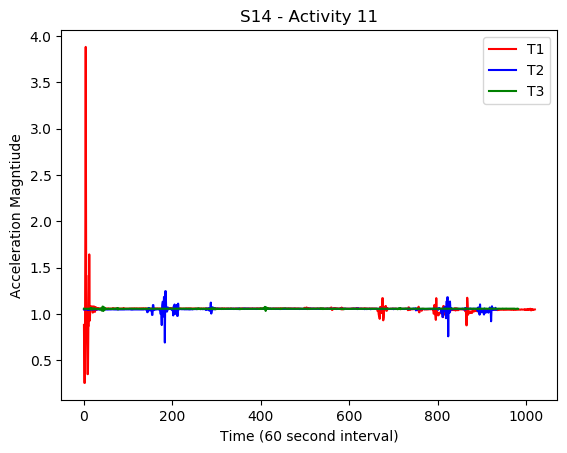 S14 - Activity 11
4.0
3.5
3.0
2.5
2.0
1.5
1.0
0.5
Acceleration Magntiude
T1
T2
T3
0 200 400 600 800 1000
Time (60 second interval)